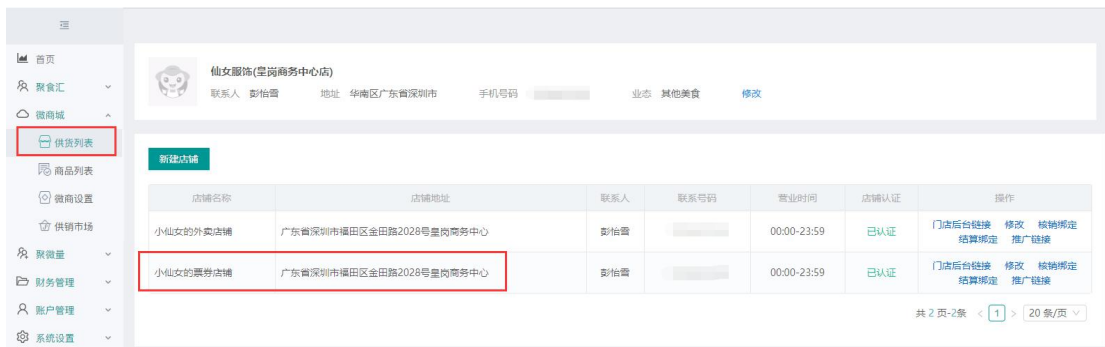 首页
聚食汇
微商城
供货列表
商品列表
微商设置
供销市场
聚微量
财务管理
账户管理
系统设置
仙女服饰(皇岗商务中心店)
联系人 彭怡雪 地址 华南区广东省深圳市 手机号码 业态 其他美食 修改
新建店铺
店铺名称 店铺地址 联系人 联系号码 营业时间 店铺认证 操作
小仙女的外卖店铺 广东省深圳市福田区金田路2028号皇岗商务中心 彭怡雪 00:00-23:59 已认证 门店后台链接 修改 核销绑定
结算绑定 推广链接
小仙女的票券店铺 广东省深圳市福田区金田路2028号皇岗商务中心 彭怡雪 00:00-23:59 已认证 门店后台链接 修改 核销绑定
结算绑定 推广链接
共 2 页-2条 < 1 > 20 条/页